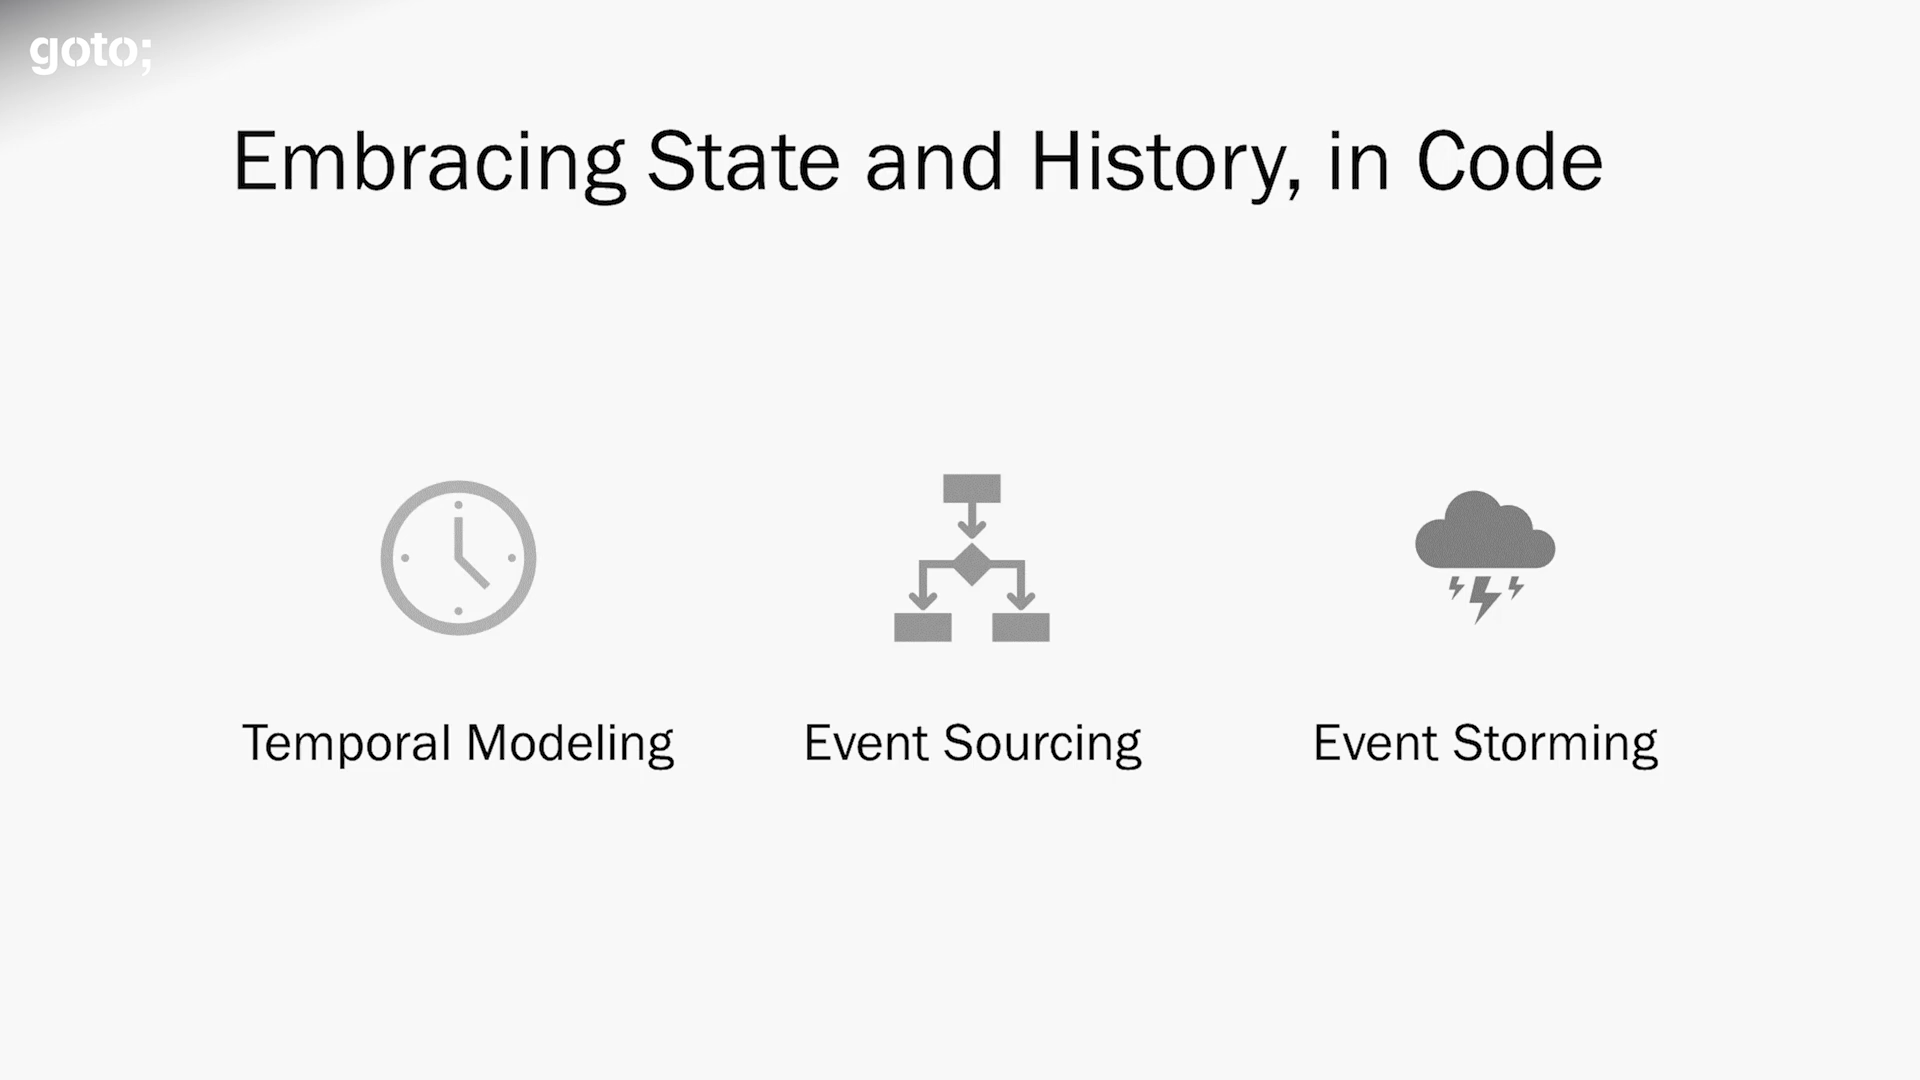 goto;
Embracing State and History, in Code
Temporal Modeling
Event Sourcing
Event Storming